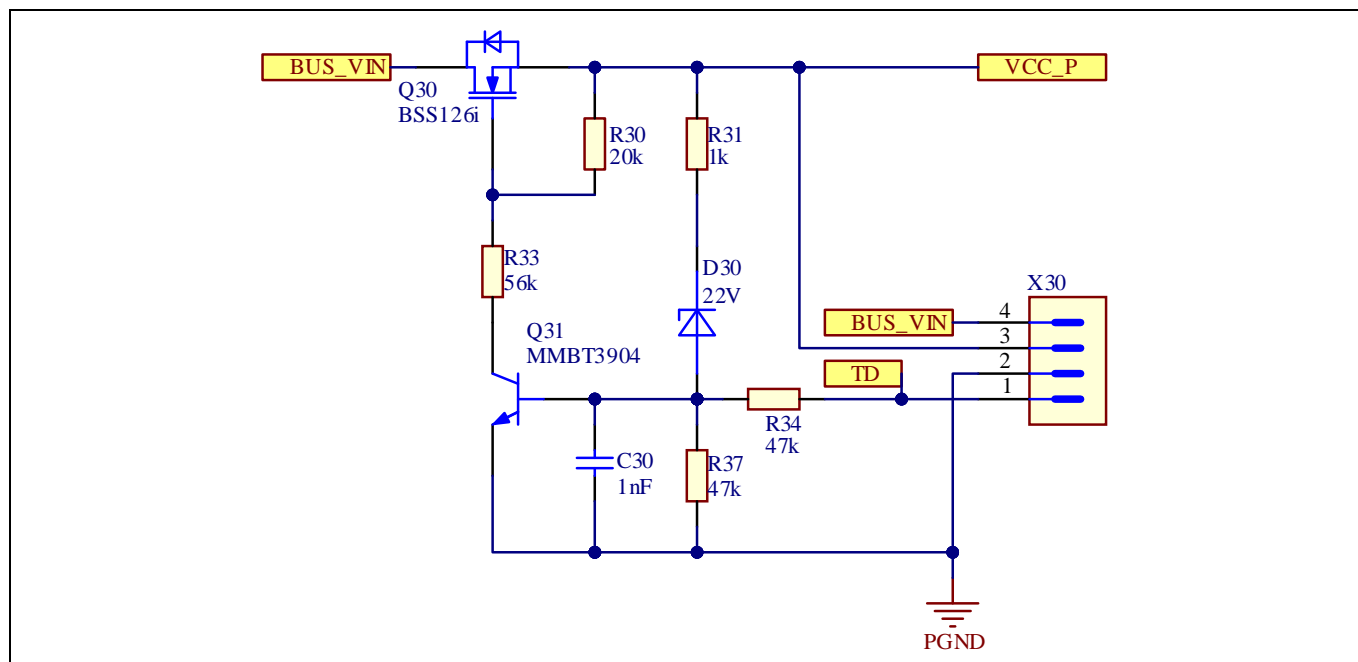 BUS_VIN
VCC_P
Q30
BSS126i
R30
20k
R31
1k
R33
56k
D30
22V
X30
Q31
MMBT3904
BUS_VIN
4
3
2
1
TD
R34
47k
C30
1nF
R37
47k
PGND